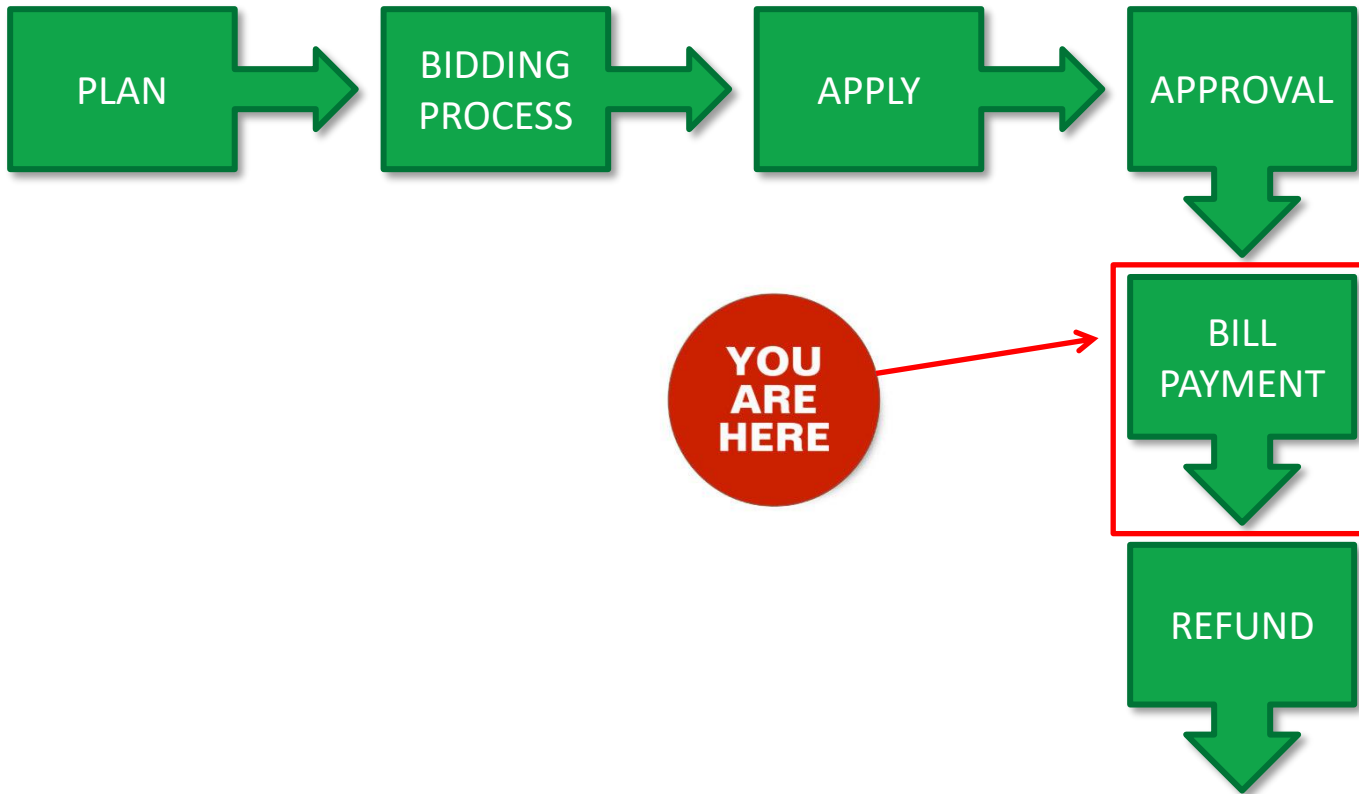 PLAN
BIDDING
PROCESS
APPLY
APPROVAL
YOU
ARE
HERE
BILL
PAYMENT
REFUND